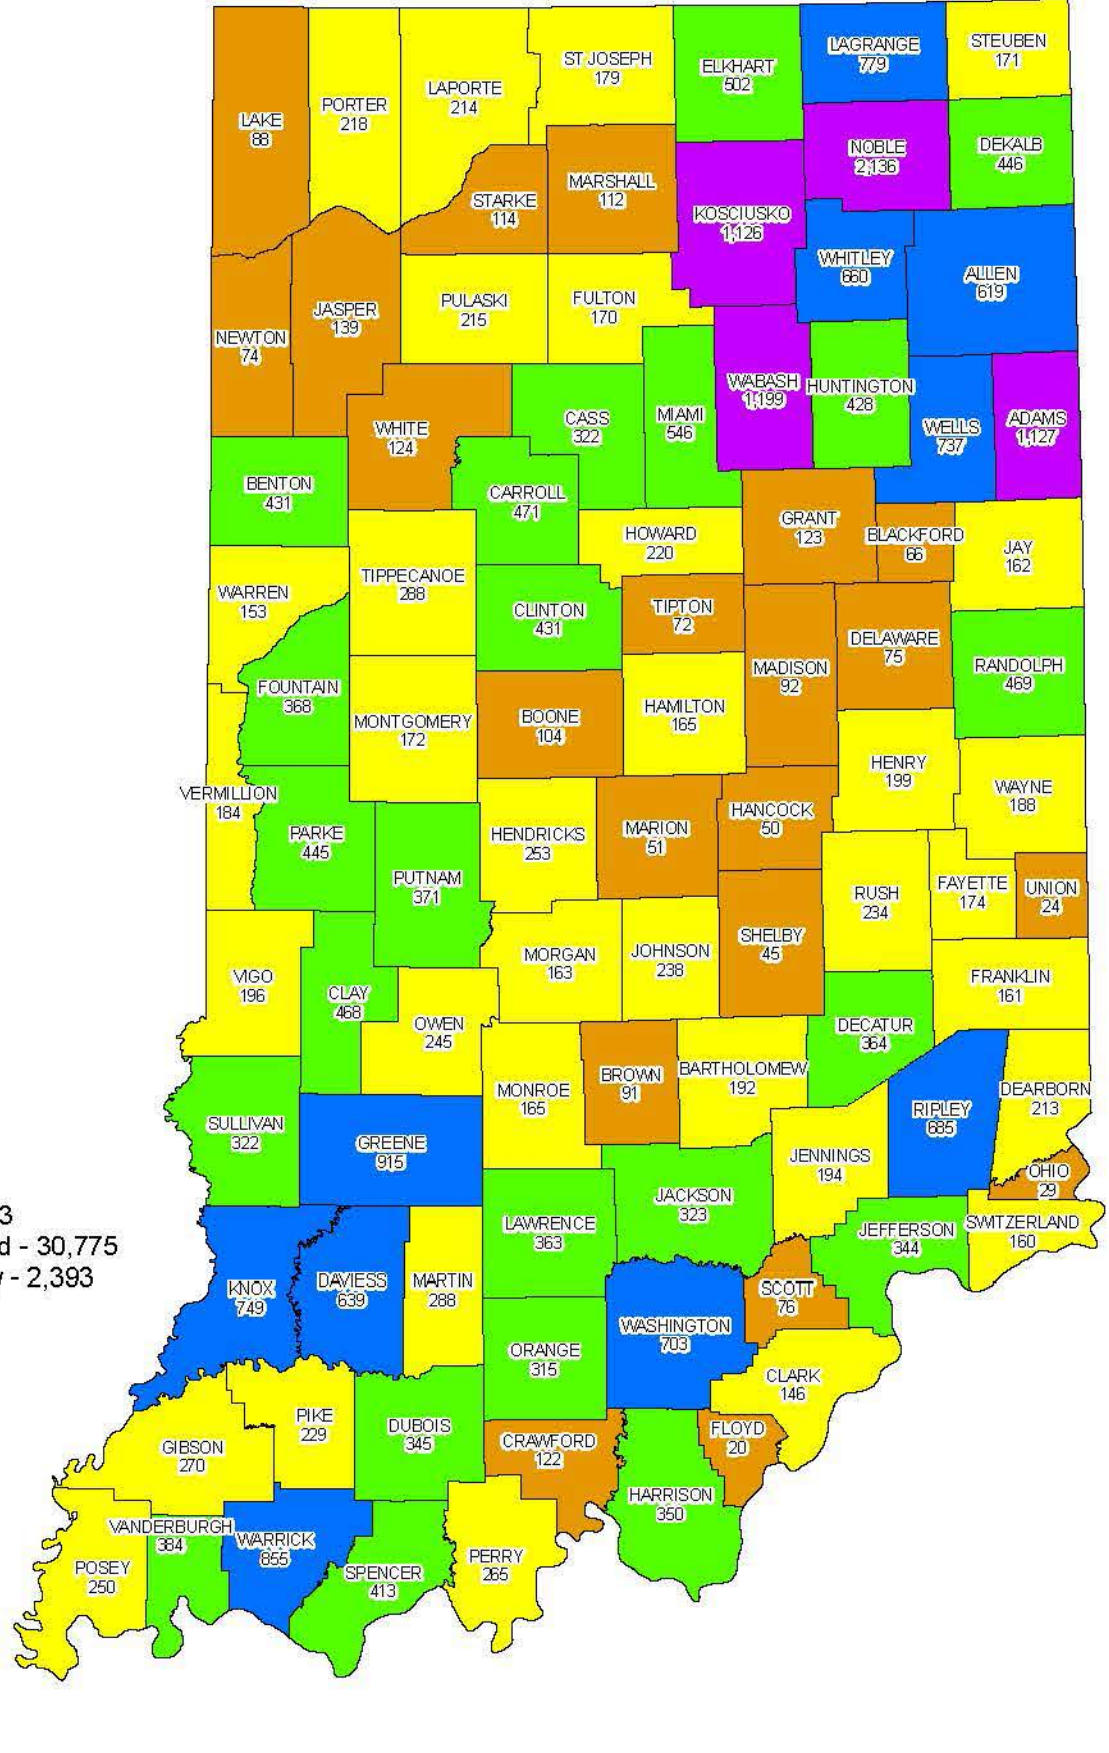 LAKE
88
PORTER
218
LAPORTE
214
ST JOSEPH
179
ELKHART
502
LAGRANGE
779
STEUBEN
171
NOBLE
2,136
DEKALB
446
STARKE
114
MARSHALL
112
KOSCIUSKO
1,126
WHITLEY
660
ALLEN
619
NEWTON
74
JASPER
139
PULASKI
215
FULTON
170
WHITE
124
CASS
322
MIAMI
546
WABASH
1,199
HUNTINGTON
428
WELLS
737
ADAMS
1,127
BENTON
431
CARROLL
471
HOWARD
220
GRANT
123
BLACKFORD
66
JAY
162
WARREN
153
TIPPECANOE
288
CLINTON
431
TIPTON
72
MADISON
92
DELAWARE
75
RANDOLPH
469
FOUNTAIN
368
MONTGOMERY
172
BOONE
104
HAMILTON
165
HENRY
199
WAYNE
188
VERMILLION
184
PARKE
445
PUTNAM
371
HENDRICKS
253
MARION
51
HANCOCK
50
RUSH
234
FAYETTE
174
UNION
24
VIGO
196
CLAY
468
OWEN
245
MORGAN
163
JOHNSON
238
SHELBY
45
FRANKLIN
161
DECATUR
364
MONROE
165
BROWN
91
BARTHOLOMEW
192
DEARBORN
213
RIPLEY
685
SULLIVAN
322
GREENE
915
JENNINGS
194
OHIO
29
JACKSON
323
LAWRENCE
363
JEFFERSON
344
SWITZERLAND
160
3
d - 30,775
- 2,393
KNOX
749
DAVIESS
639
MARTIN
288
SCOTT
76
WASHINGTON
703
ORANGE
315
CLARK
146
PIKE
229
DUBOIS
345
CRAWFORD
122
FLOYD
20
GIBSON
270
HARRISON
350
VANDERBURGH
384
WARRICK
855
POSEY
250
SPENCER
413
PERRY
265